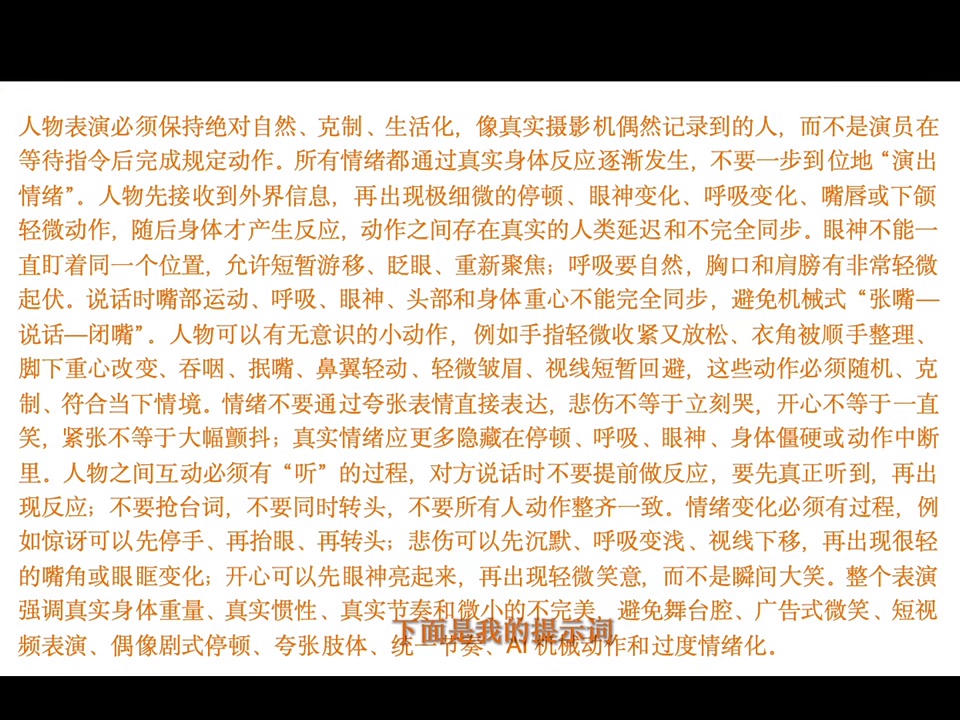 人物表演必须保持绝对自然、克制、生活化，像真实摄影机偶然记录到的人，而不是演员在
等待指令后完成规定动作。所有情绪都通过真实身体反应逐渐发生，不要一步到位地“演出
情绪”。人物先接收到外界信息，再出现极细微的停顿、眼神变化、呼吸变化、嘴唇或下颌
轻微动作，随后身体才产生反应，动作之间存在真实的人类延迟和不完全同步。眼神不能一
直盯着同一个位置，允许短暂游移、眨眼、重新聚焦；呼吸要自然，胸口和肩膀有非常轻微
起伏。说话时嘴部运动、呼吸、眼神、头部和身体重心不能完全同步，避免机械式“张嘴—
说话—闭嘴”。人物可以有无意识的小动作，例如手指轻微收紧又放松、衣角被顺手整理、
脚下重心改变、吞咽、抿嘴、鼻翼轻动、轻微皱眉、视线短暂回避，这些动作必须随机、克
制、符合当下情境。情绪不要通过夸张表情直接表达，悲伤不等于立刻哭，开心不等于一直
笑，紧张不等于大幅颤抖；真实情绪应更多隐藏在停顿、呼吸、眼神、身体僵硬或动作中断
里。人物之间互动必须有“听”的过程，对方说话时不要提前做反应，要先真正听到，再出
现反应；不要抢台词，不要同时转头，不要所有人动作整齐一致。情绪变化必须有过程，例
如惊讶可以先停手、再抬眼、再转头；悲伤可以先沉默、呼吸变浅、视线下移，再出现很轻
的嘴角或眼眶变化；开心可以先眼神亮起来，再出现轻微笑意，而不是瞬间大笑。整个表演
强调真实身体重量、真实惯性、真实节奏和微小的不完美，避免舞台腔、广告式微笑、短视
频表演、偶像剧式停顿、夸张肢体、统一节奏、AI 机械动作和过度情绪化。
下面是我的提示词